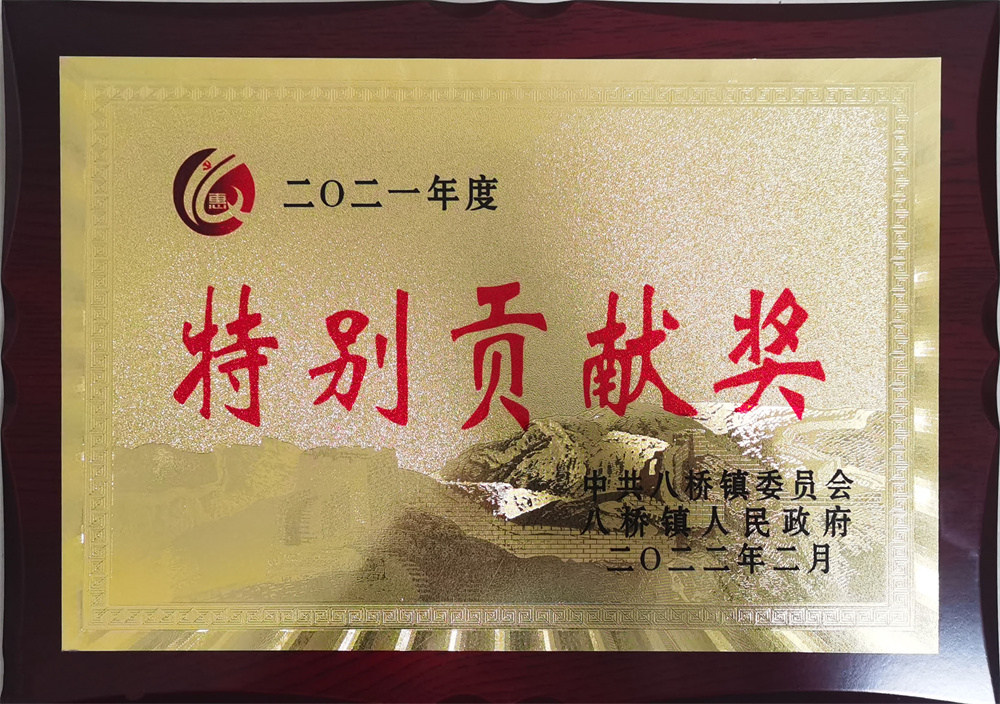 惠
二〇二一年度
特别贡献奖
中共八桥镇委员会
八桥镇人民政府
二〇二二年二月